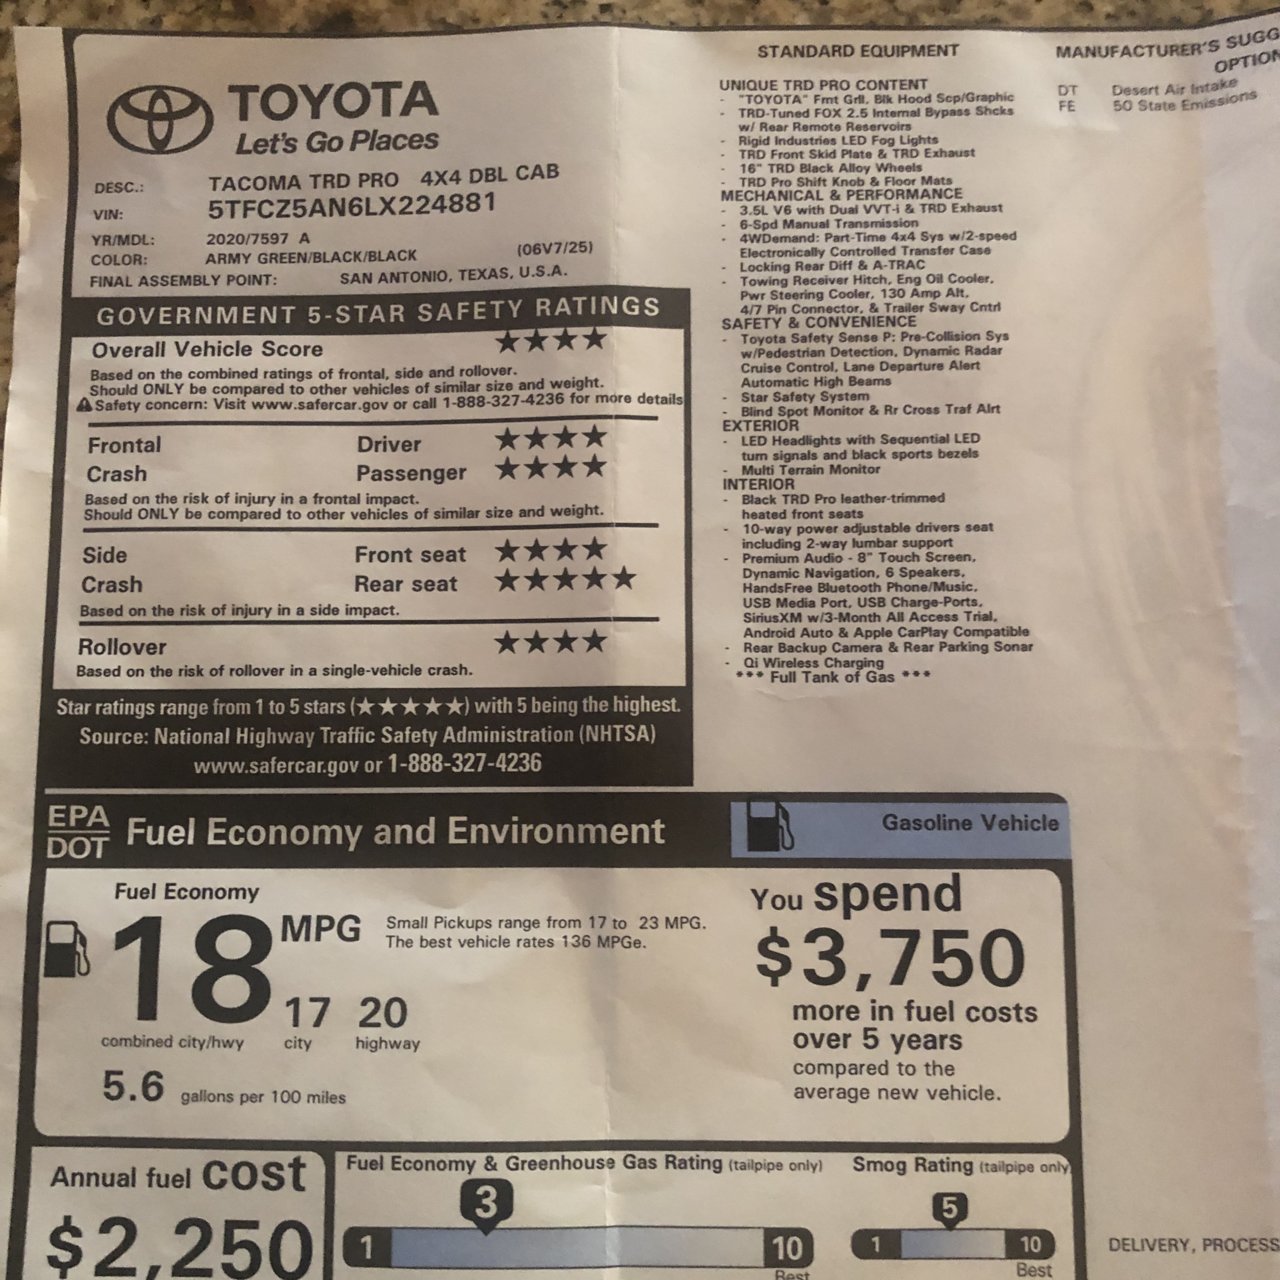 TOYOTA
Let's Go Places
DESC.: TACOMA TRD PRO 4X4 DBL CAB
VIN: 5TFCZ5AN6LX224881
YR/MDL: 2020/7597 A
COLOR: ARMY GREEN/BLACK/BLACK (06V7/25)
FINAL ASSEMBLY POINT: SAN ANTONIO, TEXAS, U.S.A.
GOVERNMENT 5-STAR SAFETY RATINGS
Overall Vehicle Score ★★★★
Based on the combined ratings of frontal, side and rollover.
Should ONLY be compared to other vehicles of similar size and weight.
Safety concern: Visit www.safercar.gov or call 1-888-327-4236 for more details
Frontal Driver ★★★★
Crash Passenger ★★★★
Based on the risk of injury in a frontal impact.
Should ONLY be compared to other vehicles of similar size and weight.
Side Front seat ★★★★
Crash Rear seat ★★★★★
Based on the risk of injury in a side impact.
Rollover ★★★★
Based on the risk of rollover in a single-vehicle crash.
Star ratings range from 1 to 5 stars (★★★★★) with 5 being the highest.
Source: National Highway Traffic Safety Administration (NHTSA)
www.safercar.gov or 1-888-327-4236
STANDARD EQUIPMENT
UNIQUE TRD PRO CONTENT
- "TOYOTA" Frnt Grll, Blk Hood Scp/Graphic
- TRD-Tuned FOX 2.5 Internal Bypass Shcks
w/ Rear Remote Reservoirs
- Rigid Industries LED Fog Lights
- TRD Front Skid Plate & TRD Exhaust
- 16" TRD Black Alloy Wheels
- TRD Pro Shift Knob & Floor Mats
MECHANICAL & PERFORMANCE
- 3.5L V6 with Dual VVT-i & TRD Exhaust
- 6-Spd Manual Transmission
- 4WDemand: Part-Time 4x4 Sys w/2-speed
Electronically Controlled Transfer Case
- Locking Rear Diff & A-TRAC
- Towing Receiver Hitch, Eng Oil Cooler,
Pwr Steering Cooler, 130 Amp Alt,
4/7 Pin Connector, & Trailer Sway Cntrl
SAFETY & CONVENIENCE
- Toyota Safety Sense P: Pre-Collision Sys
w/Pedestrian Detection, Dynamic Radar
Cruise Control, Lane Departure Alert
Automatic High Beams
- Star Safety System
- Blind Spot Monitor & Rr Cross Traf Alrt
EXTERIOR
- LED Headlights with Sequential LED
turn signals and black sports bezels
- Multi Terrain Monitor
INTERIOR
- Black TRD Pro leather-trimmed
heated front seats
- 10-way power adjustable drivers seat
including 2-way lumbar support
- Premium Audio - 8" Touch Screen,
Dynamic Navigation, 6 Speakers,
HandsFree Bluetooth Phone/Music,
USB Media Port, USB Charge-Ports,
SiriusXM w/3-Month All Access Trial,
Android Auto & Apple CarPlay Compatible
- Rear Backup Camera & Rear Parking Sonar
- Qi Wireless Charging
*** Full Tank of Gas ***
MANUFACTURER'S SUGG
OPTION
DT Desert Air Intake
FE 50 State Emissions
EPA
DOT
Fuel Economy and Environment
Gasoline Vehicle
Fuel Economy
18 MPG
Small Pickups range from 17 to 23 MPG.
The best vehicle rates 136 MPGe.
17 20
combined city/hwy city highway
5.6 gallons per 100 miles
You spend
$3,750
more in fuel costs
over 5 years
compared to the
average new vehicle.
Annual fuel cost
$2,250
Fuel Economy & Greenhouse Gas Rating (tailpipe only)
3
1 10
Best
Smog Rating (tailpipe only)
5
1 10
Best
DELIVERY, PROCESS